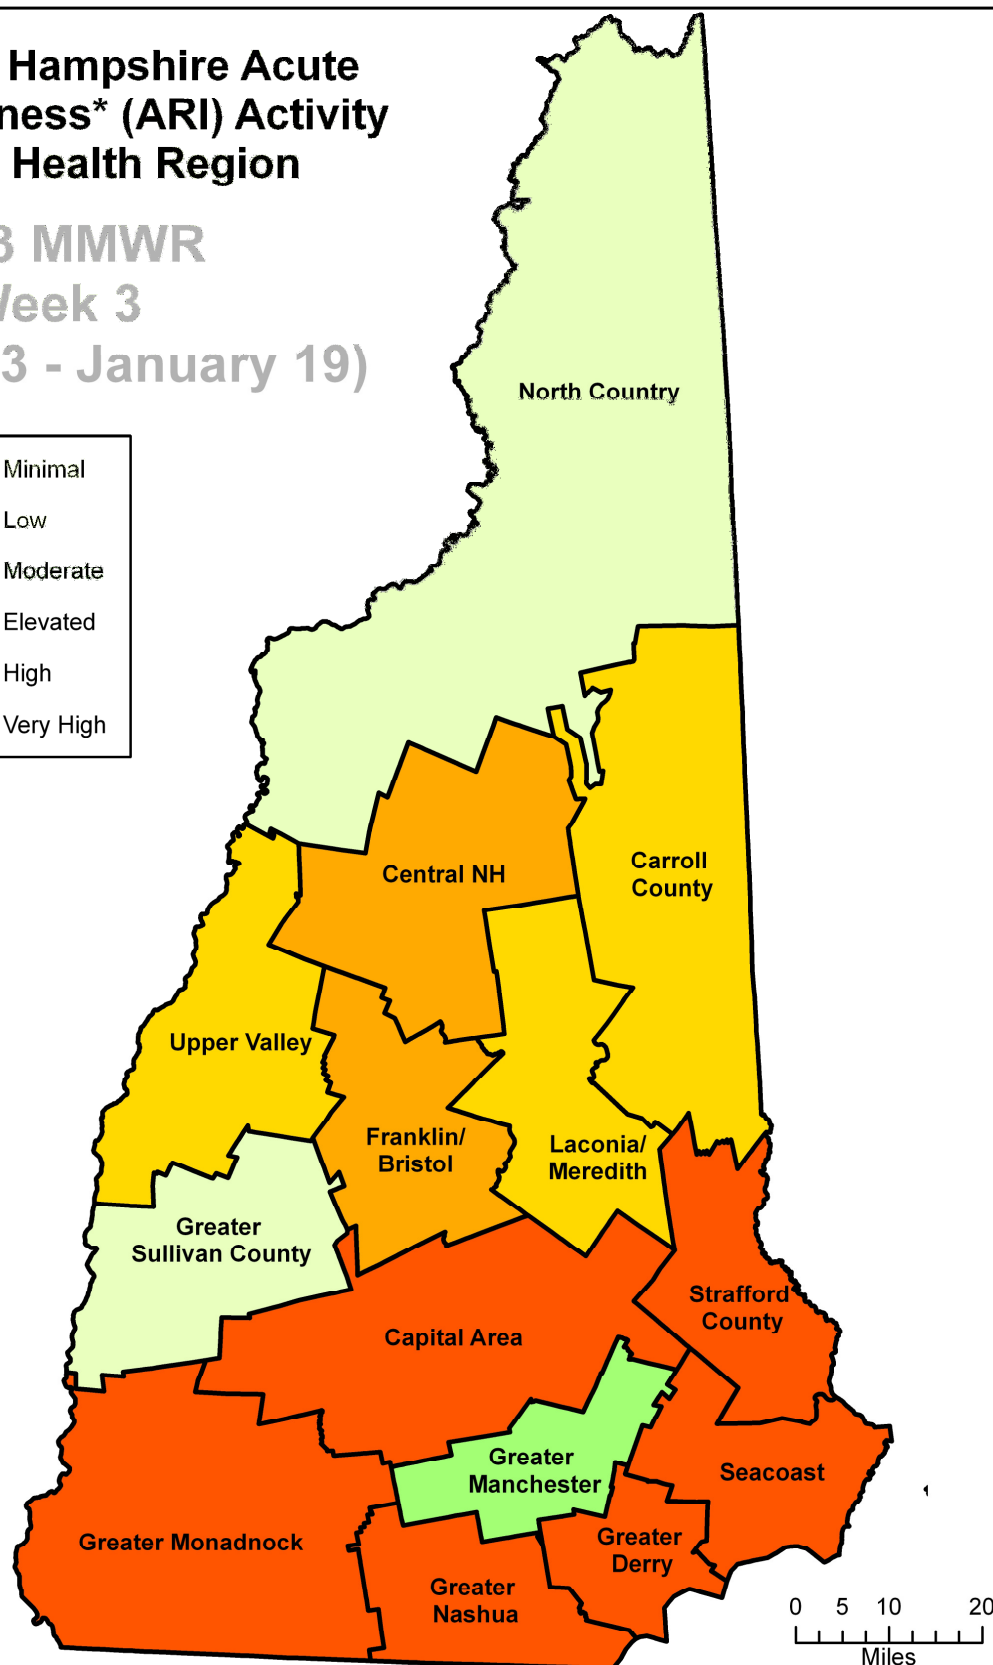 Hampshire Acute
ness* (ARI) Activity
Health Region
3 MMWR
Week 3
3 - January 19)
Minimal
Low
Moderate
Elevated
High
Very High
North Country
Central NH
Carroll
County
Upper Valley
Franklin/
Bristol
Laconia/
Meredith
Greater
Sullivan County
Strafford
County
Capital Area
Greater
Manchester
Seacoast
Greater Monadnock
Greater
Derry
Greater
Nashua
0 5 10 20
Miles